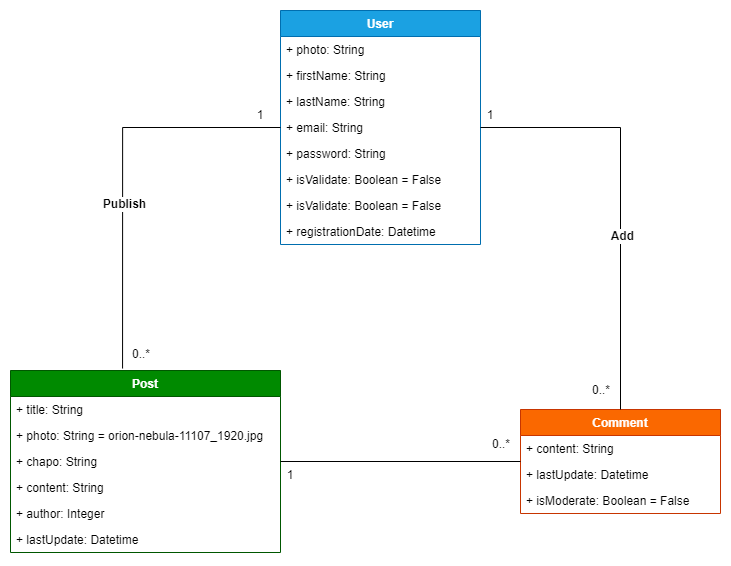 User
+ photo: String
+ firstName: String
+ lastName: String
+ email: String
+ password: String
+ isValidate: Boolean = False
+ isValidate: Boolean = False
+ registrationDate: Datetime
1
1
Publish
Add
0..*
0..*
Post
+ title: String
+ photo: String = orion-nebula-11107_1920.jpg
+ chapo: String
+ content: String
+ author: Integer
+ lastUpdate: Datetime
1
0..*
Comment
+ content: String
+ lastUpdate: Datetime
+ isModerate: Boolean = False